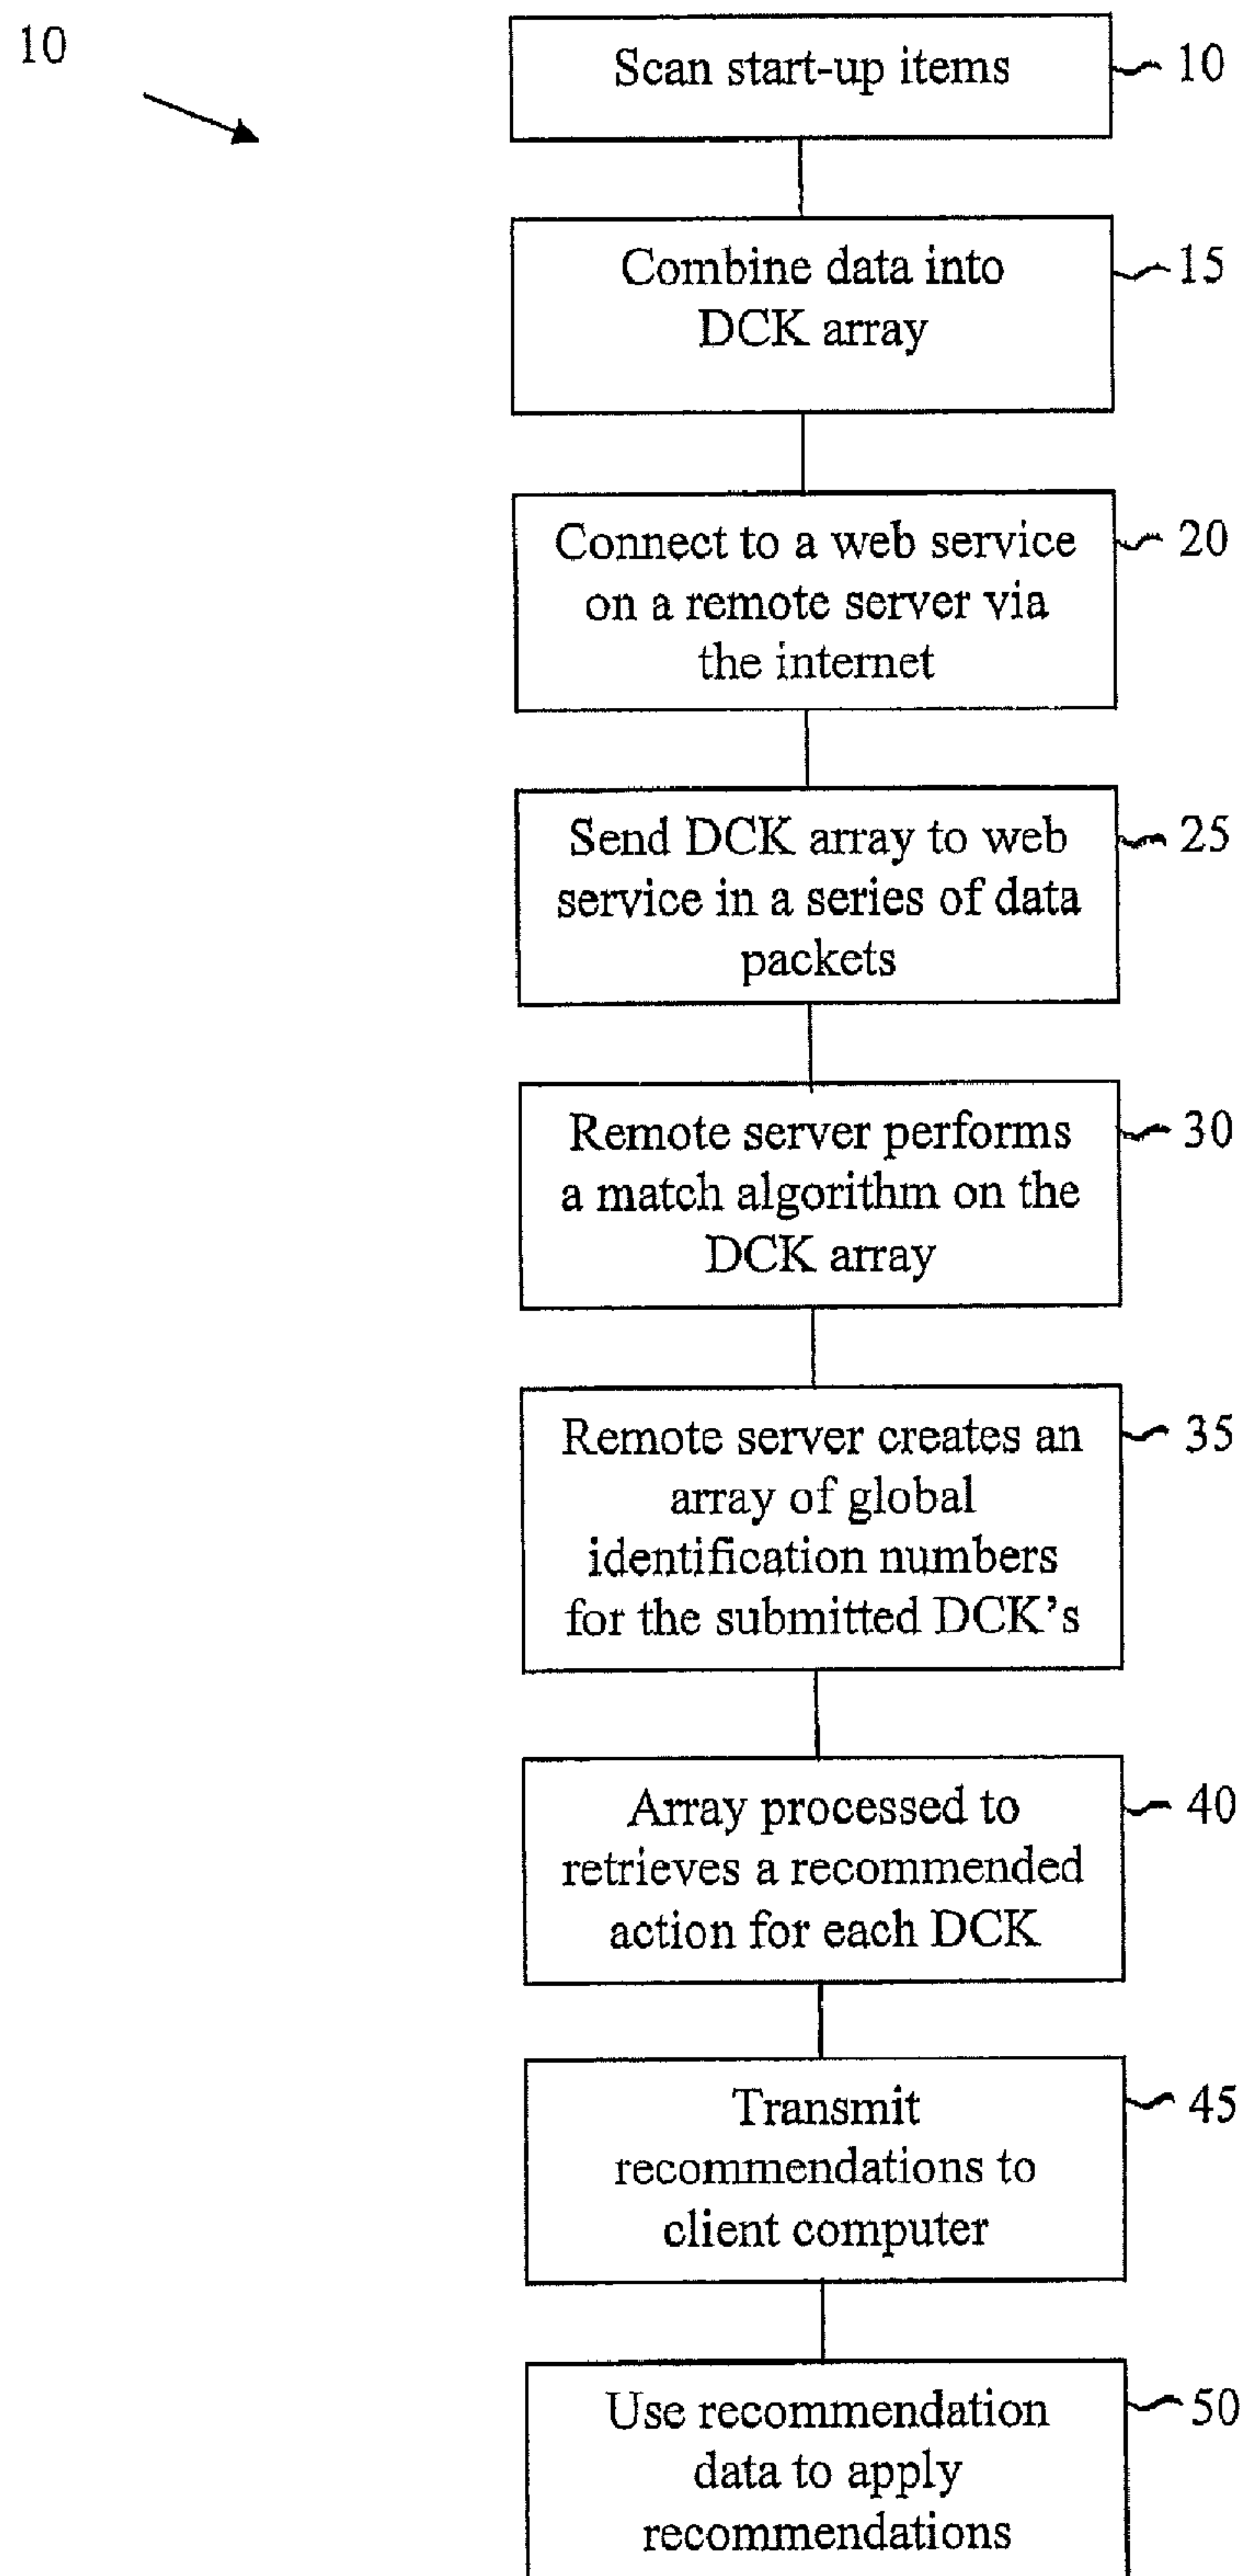 10
Scan start-up items
10
Combine data into
DCK array
15
Connect to a web service
on a remote server via
the internet
20
Send DCK array to web
service in a series of data
packets
25
Remote server performs
a match algorithm on the
DCK array
30
Remote server creates an
array of global
identification numbers
for the submitted DCK's
35
Array processed to
retrieves a recommended
action for each DCK
40
Transmit
recommendations to
client computer
45
Use recommendation
data to apply
recommendations
50